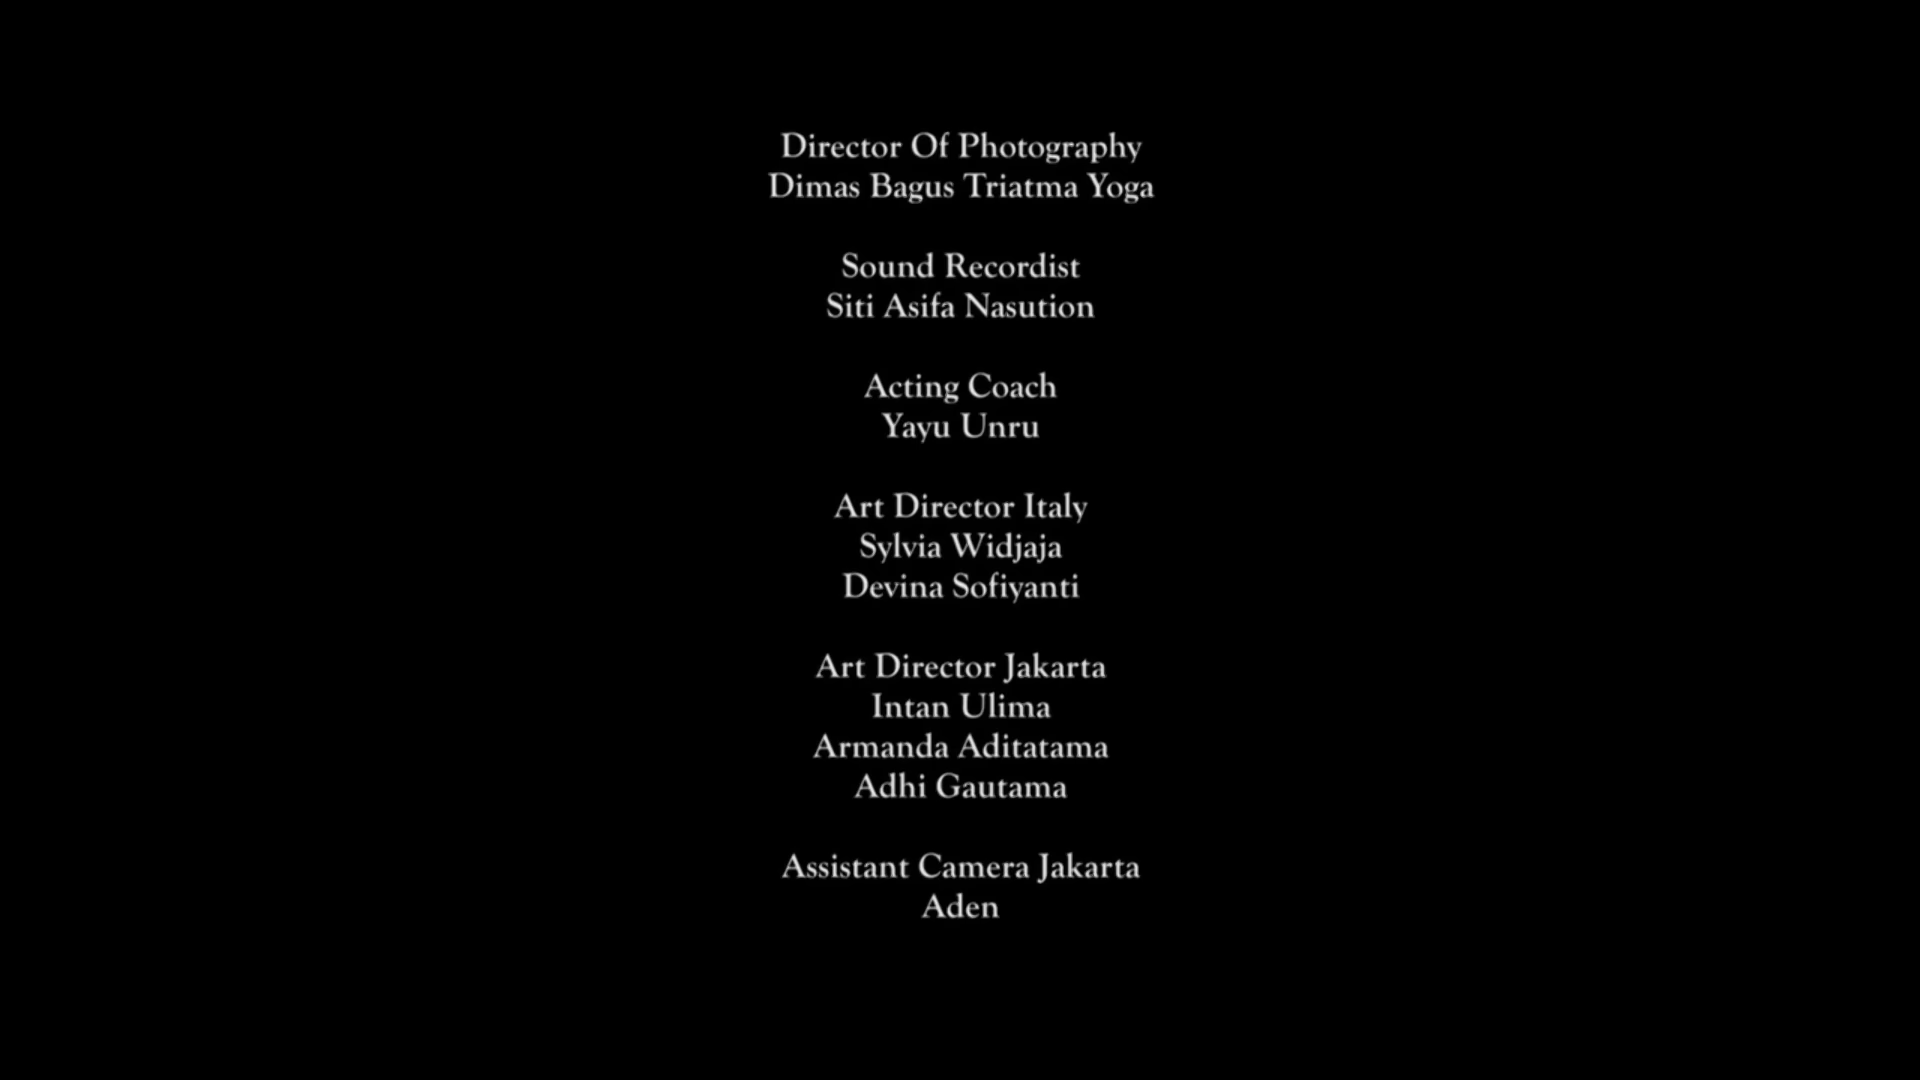 Director Of Photography
Dimas Bagus Triatma Yoga
Sound Recordist
Siti Asifa Nasution
Acting Coach
Yayu Unru
Art Director Italy
Sylvia Widjaja
Devina Sofiyanti
Art Director Jakarta
Intan Ulima
Armanda Aditatama
Adhi Gautama
Assistant Camera Jakarta
Aden